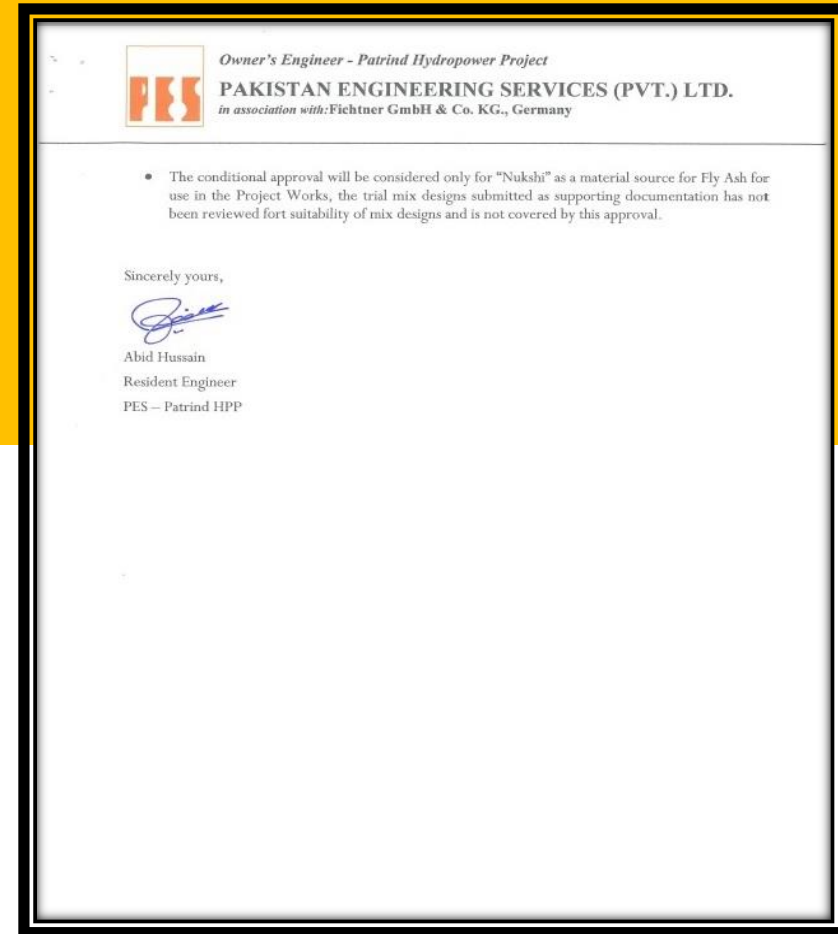 Owner's Engineer - Patrind Hydropower Project
PES
PAKISTAN ENGINEERING SERVICES (PVT.) LTD.
in association with:Fichtner GmbH & Co. KG., Germany
• The conditional approval will be considered only for “Nukshi” as a material source for Fly Ash for
use in the Project Works, the trial mix designs submitted as supporting documentation has not
been reviewed fort suitability of mix designs and is not covered by this approval.
Sincerely yours,
Abid Hussain
Resident Engineer
PES – Patrind HPP